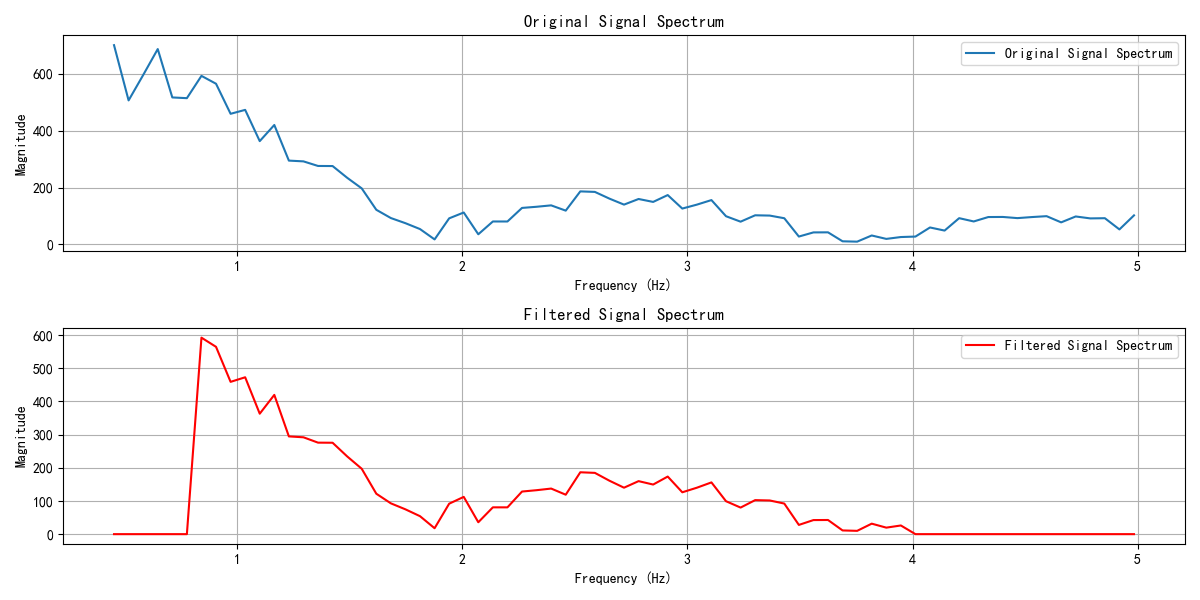 Original Signal Spectrum
Original Signal Spectrum
Magnitude
600
400
200
0
1 2 3 4 5
Frequency (Hz)
Filtered Signal Spectrum
Filtered Signal Spectrum
Magnitude
600
500
400
300
200
100
0
1 2 3 4 5
Frequency (Hz)